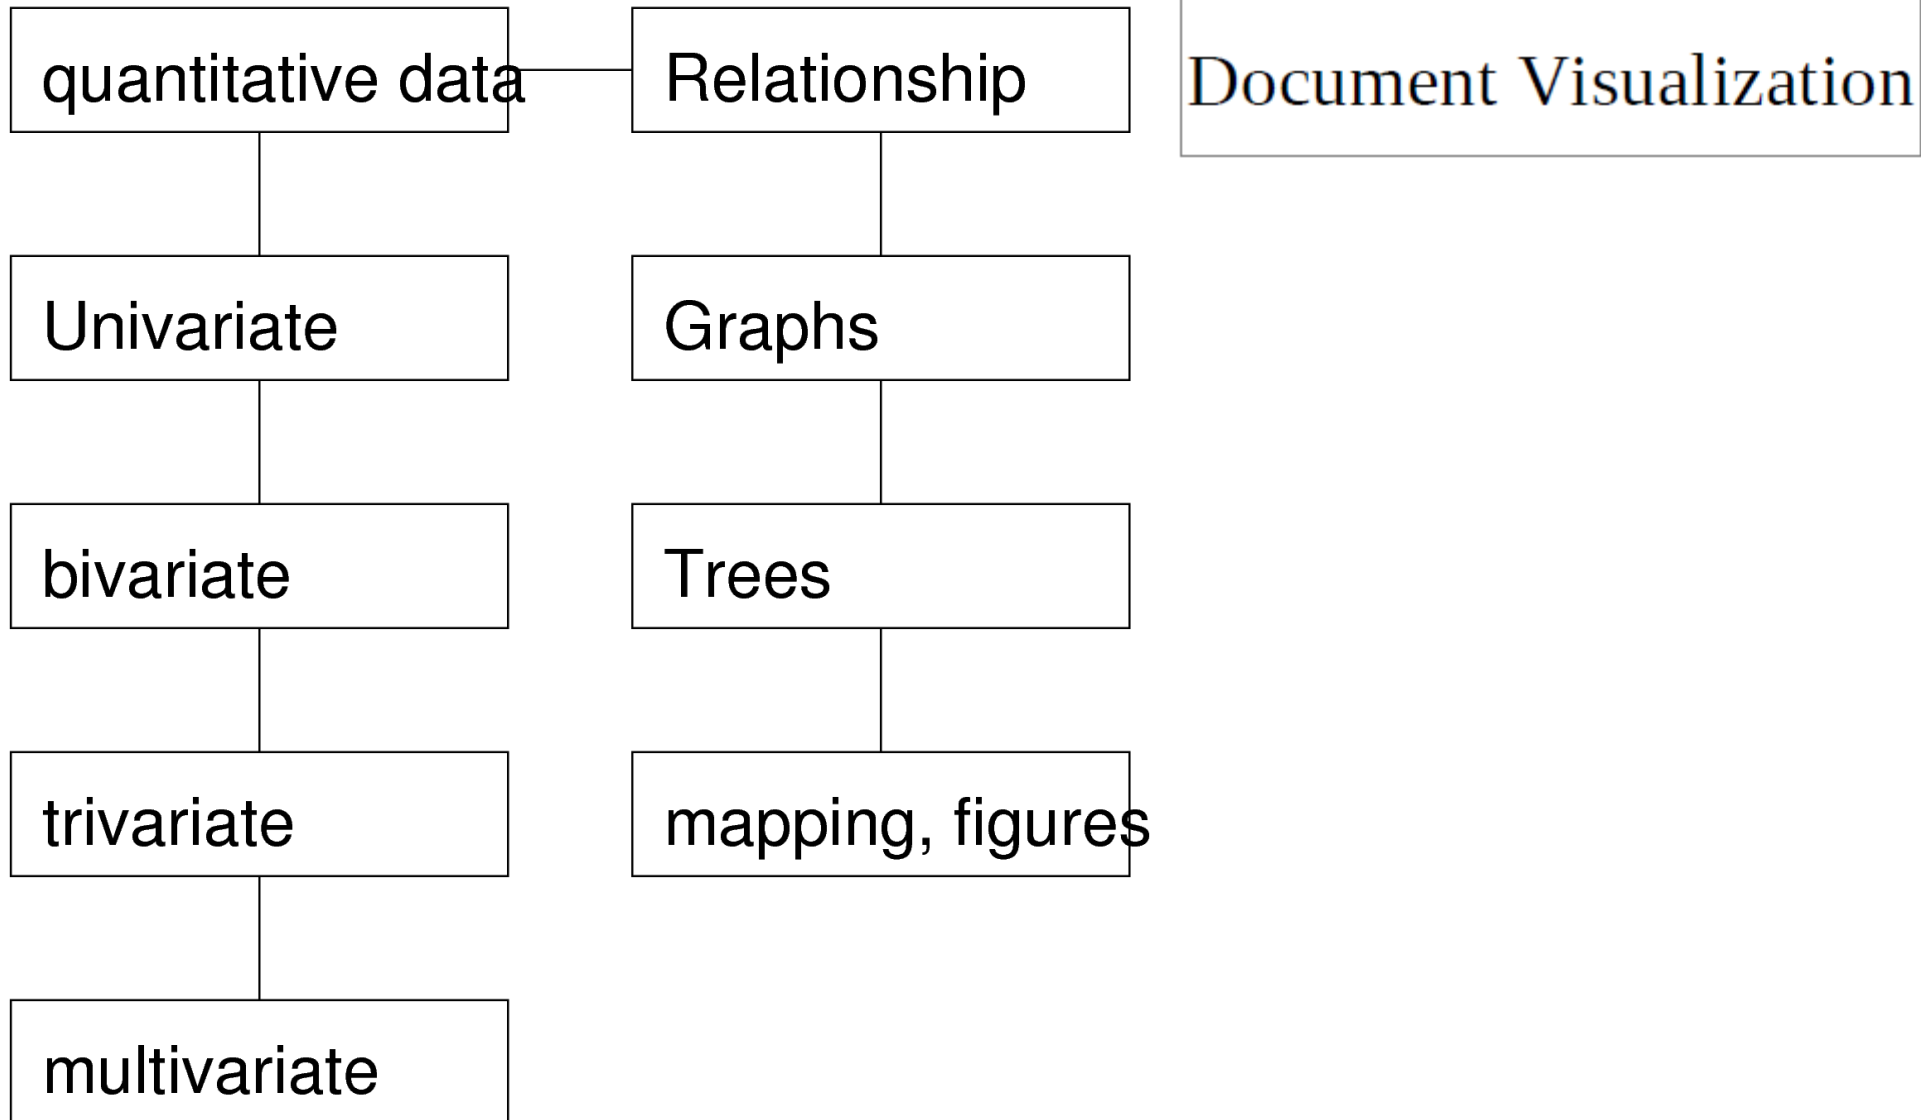 quantitative data
Relationship
Document Visualization
Univariate
Graphs
bivariate
Trees
trivariate
mapping, figures
multivariate